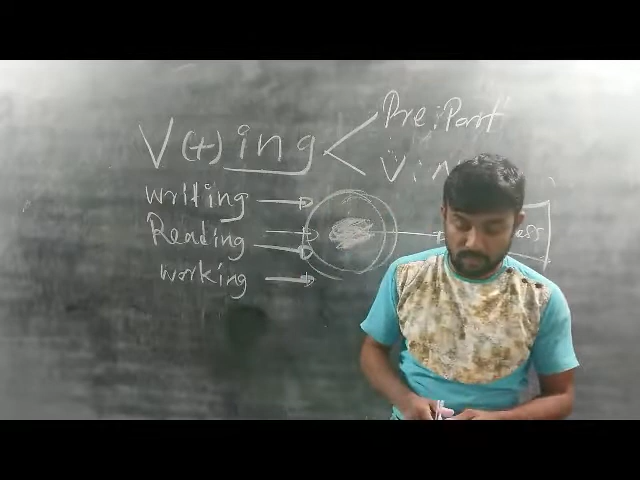 V (+) ing < Pre: Part
V: N
writing
Reading
working